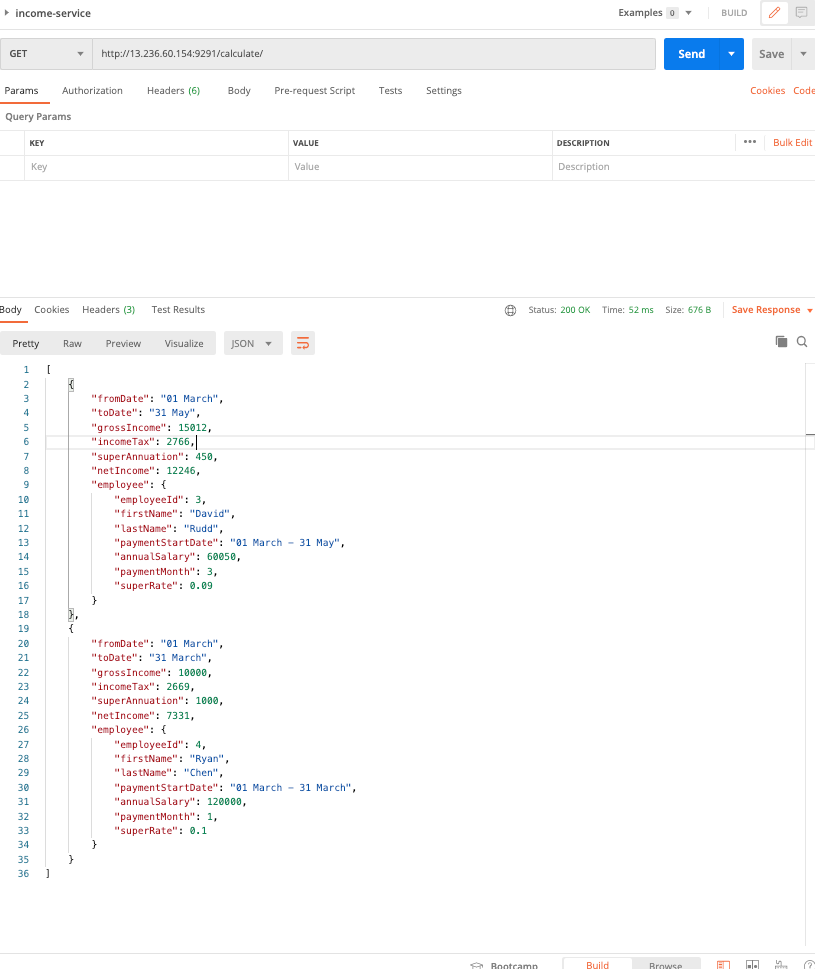 income-service
Examples 0 BUILD
GET http://13.236.60.154:9291/calculate/ Send Save
Params Authorization Headers (6) Body Pre-request Script Tests Settings Cookies Code
Query Params
KEY VALUE DESCRIPTION ••• Bulk Edit
Key Value Description
Body Cookies Headers (3) Test Results Status: 200 OK Time: 52 ms Size: 676 B Save Response
Pretty Raw Preview Visualize JSON
1 [
2 {
3 "fromDate": "01 March",
4 "toDate": "31 May",
5 "grossIncome": 15012,
6 "incomeTax": 2766,
7 "superAnnuation": 450,
8 "netIncome": 12246,
9 "employee": {
10 "employeeId": 3,
11 "firstName": "David",
12 "lastName": "Rudd",
13 "paymentStartDate": "01 March – 31 May",
14 "annualSalary": 60050,
15 "paymentMonth": 3,
16 "superRate": 0.09
17 }
18 },
19 {
20 "fromDate": "01 March",
21 "toDate": "31 March",
22 "grossIncome": 10000,
23 "incomeTax": 2669,
24 "superAnnuation": 1000,
25 "netIncome": 7331,
26 "employee": {
27 "employeeId": 4,
28 "firstName": "Ryan",
29 "lastName": "Chen",
30 "paymentStartDate": "01 March – 31 March",
31 "annualSalary": 120000,
32 "paymentMonth": 1,
33 "superRate": 0.1
34 }
35 }
36 ]
Bootcamp Build Browse